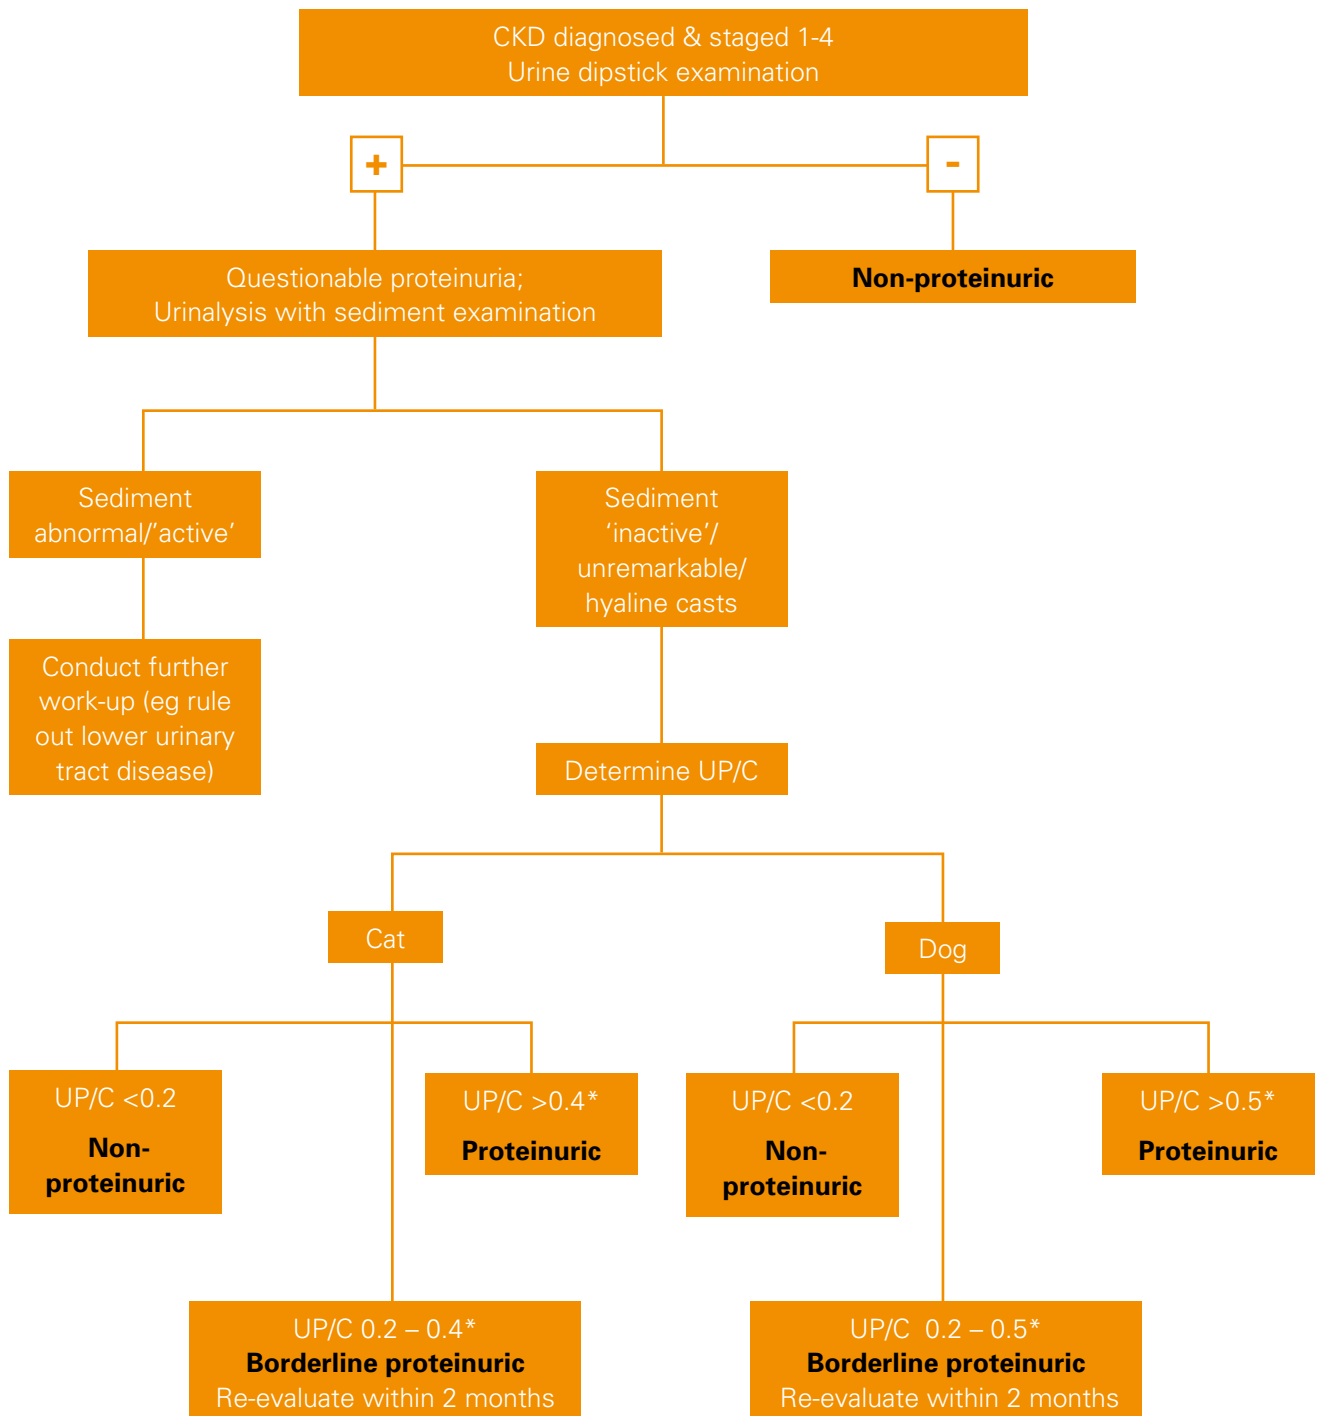 CKD diagnosed & staged 1-4
Urine dipstick examination
+
-
Questionable proteinuria;
Urinalysis with sediment examination
Non-proteinuric
Sediment
abnormal/’active’
Sediment
‘inactive’/
unremarkable/
hyaline casts
Conduct further
work-up (eg rule
out lower urinary
tract disease)
Determine UP/C
Cat
Dog
UP/C <0.2
Non-
proteinuric
UP/C >0.4*
Proteinuric
UP/C <0.2
Non-
proteinuric
UP/C >0.5*
Proteinuric
UP/C 0.2 – 0.4*
Borderline proteinuric
Re-evaluate within 2 months
UP/C 0.2 – 0.5*
Borderline proteinuric
Re-evaluate within 2 months